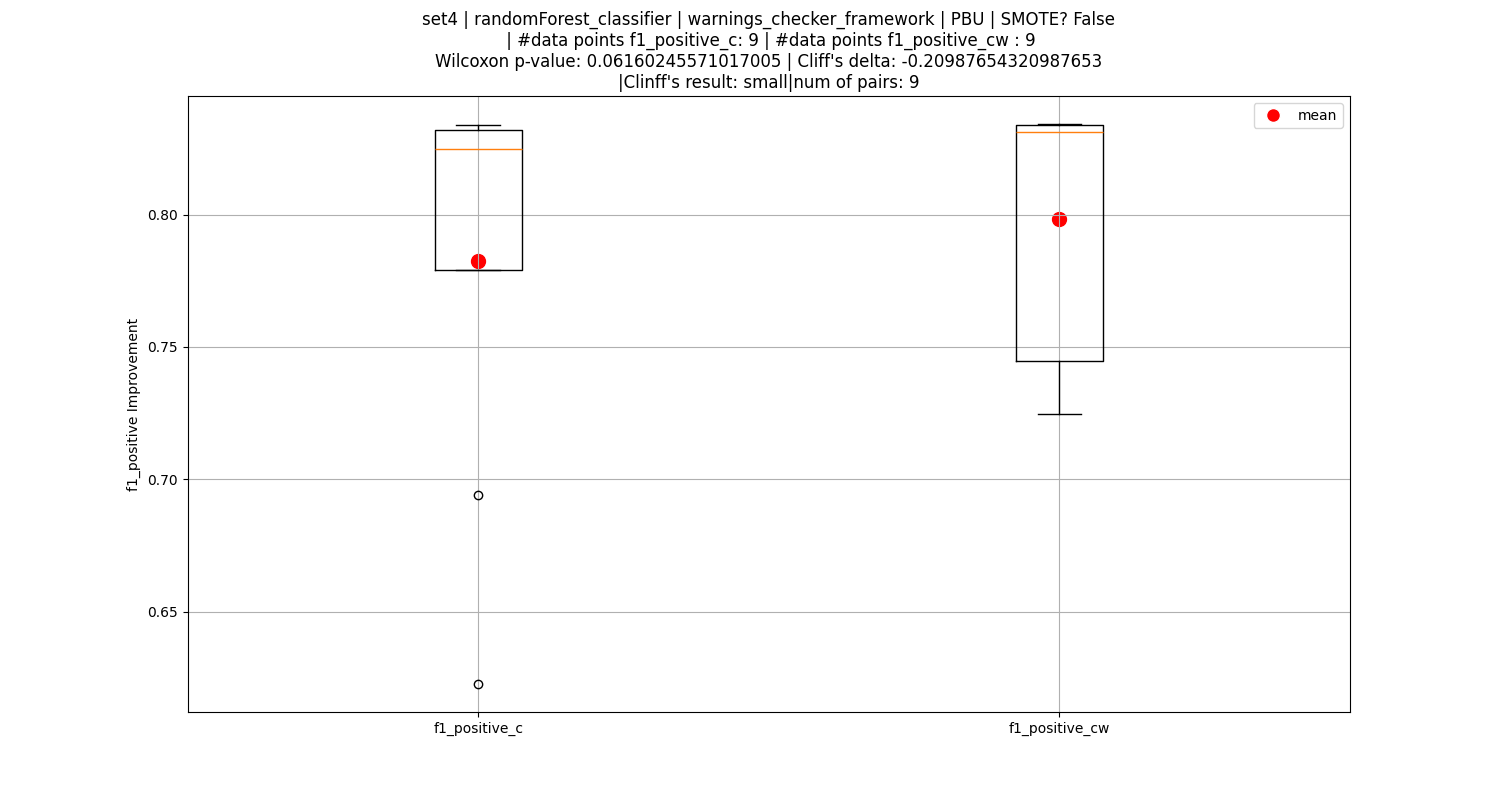 set4 | randomForest_classifier | warnings_checker_framework | PBU | SMOTE? False
| #data points f1_positive_c: 9 | #data points f1_positive_cw : 9
Wilcoxon p-value: 0.06160245571017005 | Cliff's delta: -0.20987654320987653
|Clinff's result: small|num of pairs: 9
mean
f1_positive Improvement
0.80
0.75
0.70
0.65
f1_positive_c
f1_positive_cw